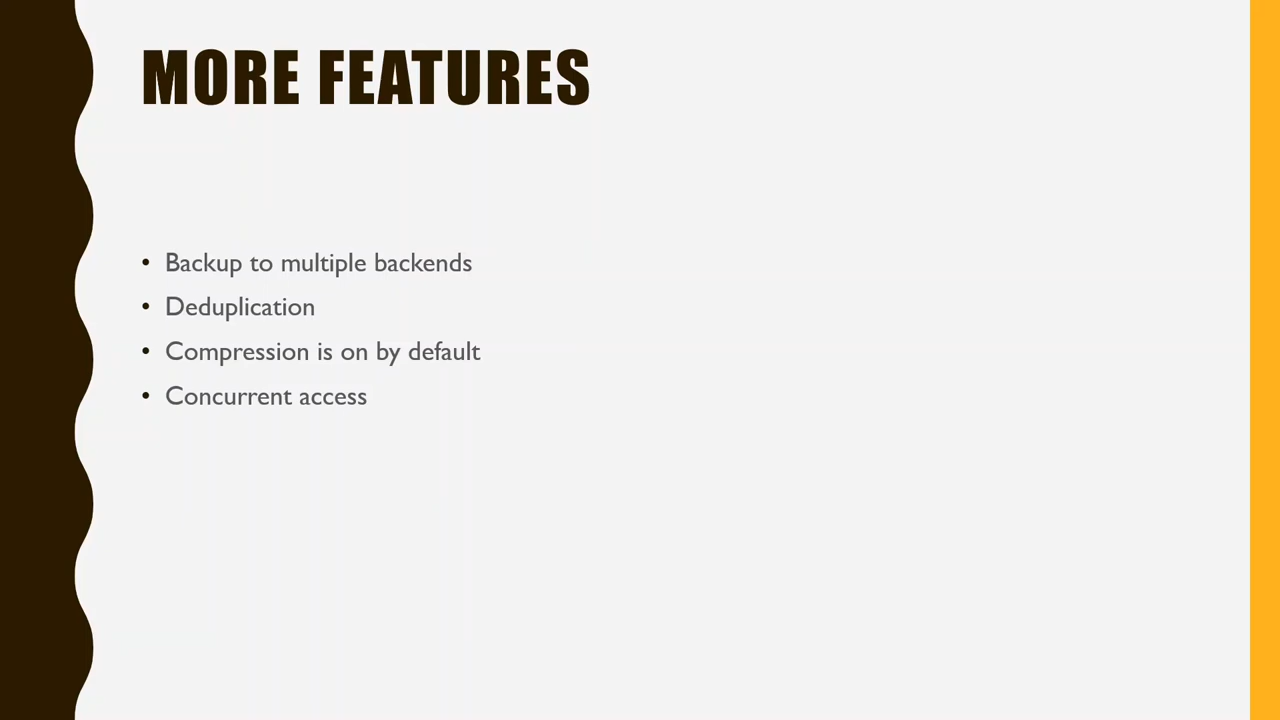 MORE FEATURES
• Backup to multiple backends
• Deduplication
• Compression is on by default
• Concurrent access